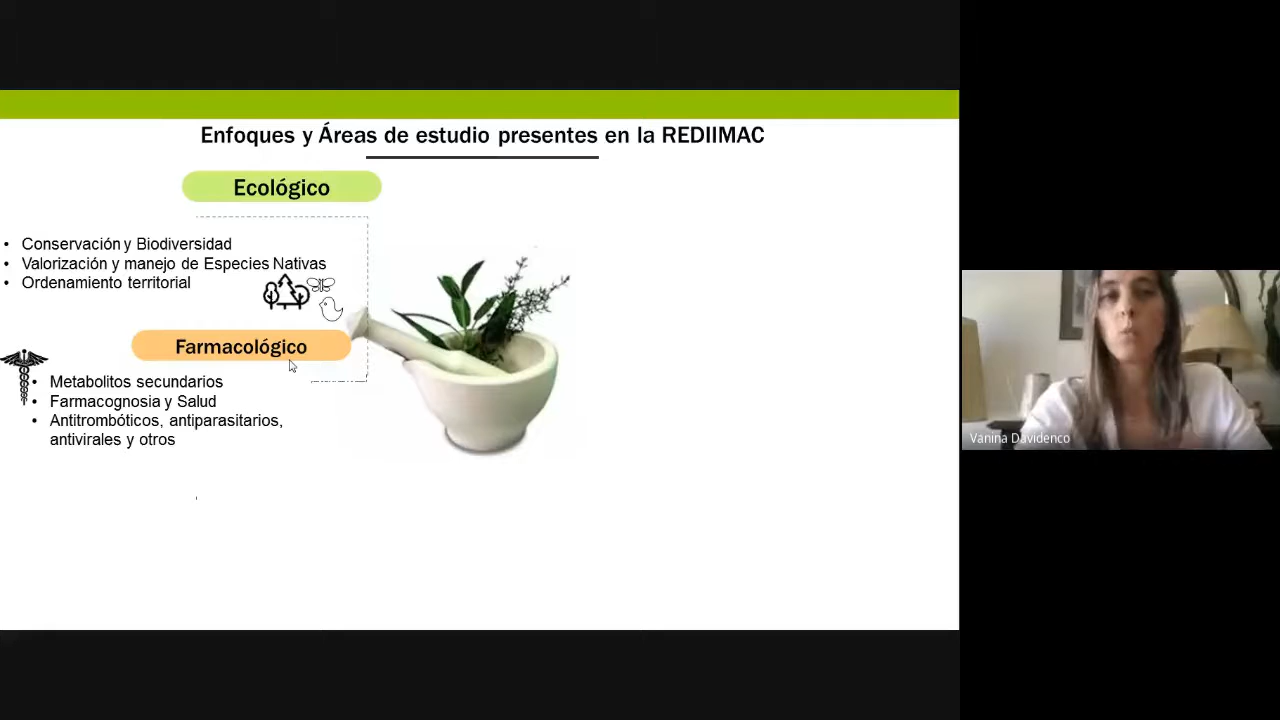 Enfoques y Áreas de estudio presentes en la REDIIMAC
Ecológico
• Conservación y Biodiversidad
• Valorización y manejo de Especies Nativas
• Ordenamiento territorial
Farmacológico
• Metabolitos secundarios
• Farmacognosia y Salud
• Antitrombóticos, antiparasitarios,
antivirales y otros
Vanina Davidenco